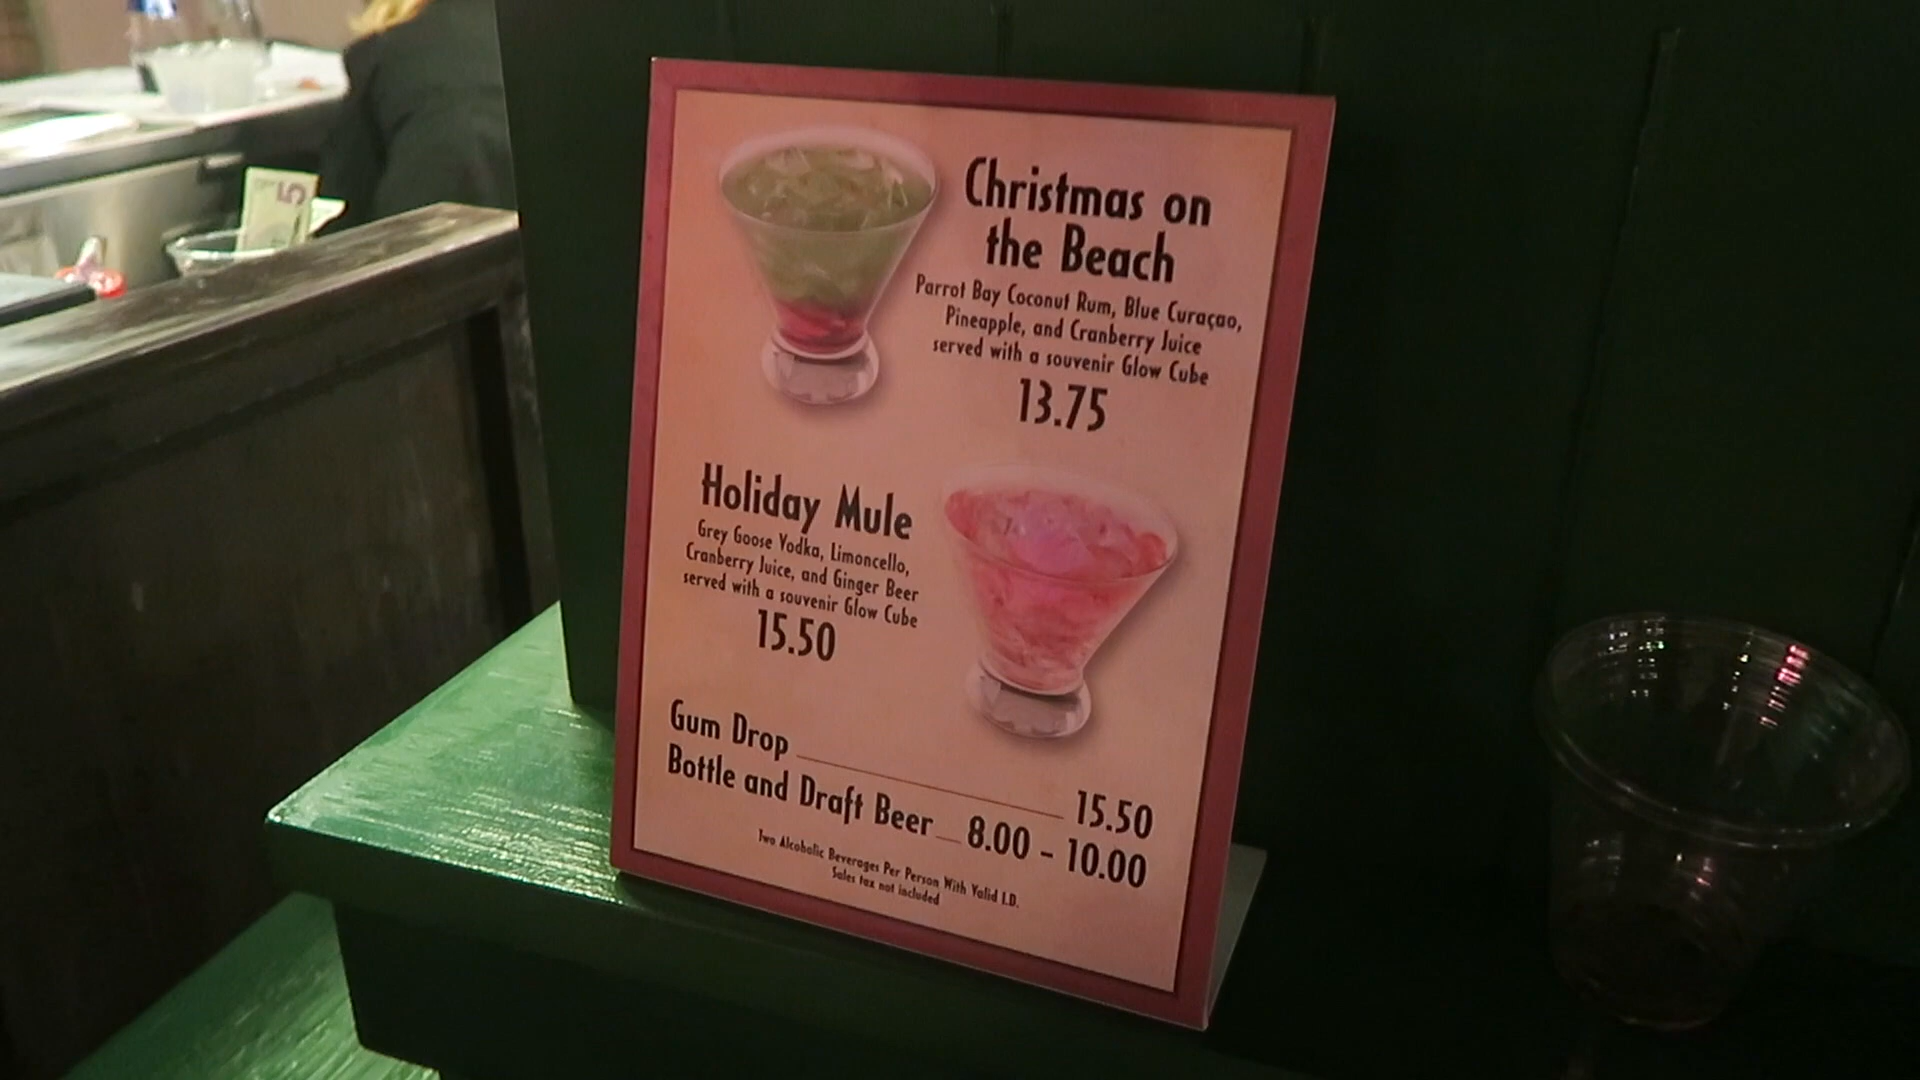 5
Christmas on
the Beach
Parrot Bay Coconut Rum, Blue Curaçao,
Pineapple, and Cranberry Juice
served with a souvenir Glow Cube
13.75
Holiday Mule
Grey Goose Vodka, Limoncello,
Cranberry Juice, and Ginger Beer
served with a souvenir Glow Cube
15.50
Gum Drop 15.50
Bottle and Draft Beer 8.00 - 10.00
Two Alcoholic Beverages Per Person With Valid I.D.
Sales tax not included